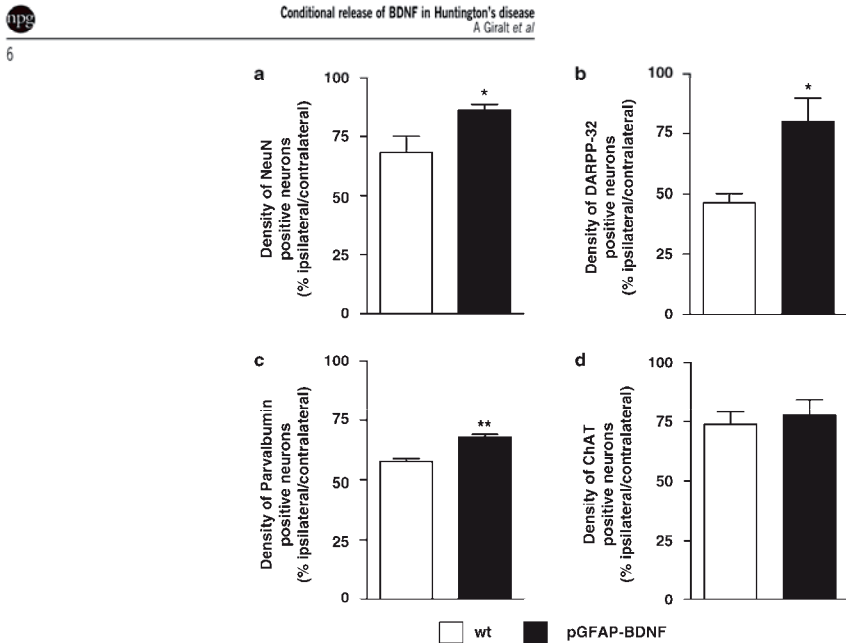 npg
Conditional release of BDNF in Huntington's disease
A Giralt et al
6
a
100
75
50
25
0
Density of NeuN
positive neurons
(% ipsilateral/contralateral)
*
b
100
75
50
25
0
Density of DARPP-32
positive neurons
(% ipsilateral/contralateral)
*
c
100
75
50
25
0
Density of Parvalbumin
positive neurons
(% ipsilateral/contralateral)
**
d
100
75
50
25
0
Density of ChAT
positive neurons
(% ipsilateral/contralateral)
wt
pGFAP-BDNF